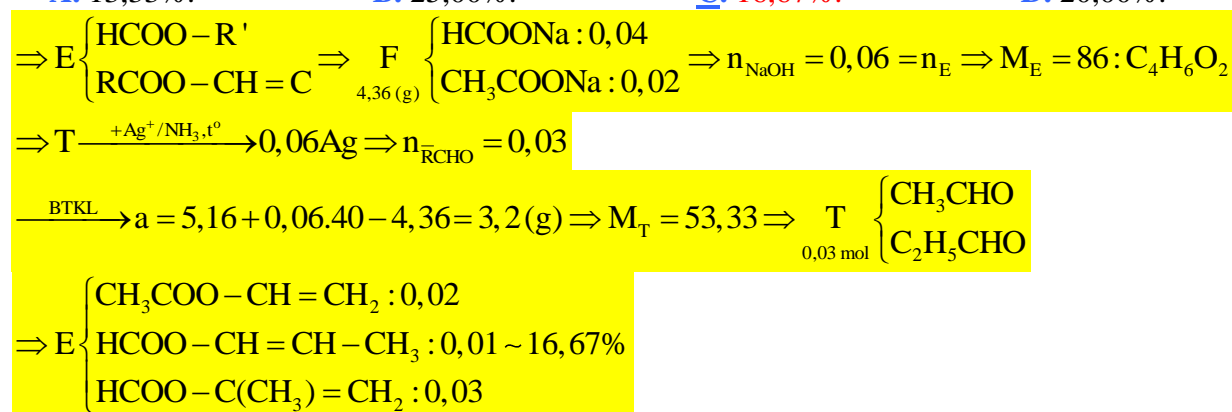 A. 13,33%. B. 25,00%. C. 16,67%. D. 20,00%.
⇒ E { HCOO – R' ; RCOO – CH = C ⇒ F 4,36 (g) { HCOONa : 0,04 ; CH₃COONa : 0,02 ⇒ n_NaOH = 0,06 = n_E ⇒ M_E = 86 : C₄H₆O₂
⇒ T —(+Ag⁺/NH₃, t°)→ 0,06Ag ⇒ n_R̄CHO = 0,03
—(BTKL)→ a = 5,16 + 0,06.40 – 4,36 = 3,2 (g) ⇒ M_T = 53,33 ⇒ T 0,03 mol { CH₃CHO ; C₂H₅CHO
⇒ E { CH₃COO – CH = CH₂ : 0,02
HCOO – CH = CH – CH₃ : 0,01 ~ 16,67%
HCOO – C(CH₃) = CH₂ : 0,03